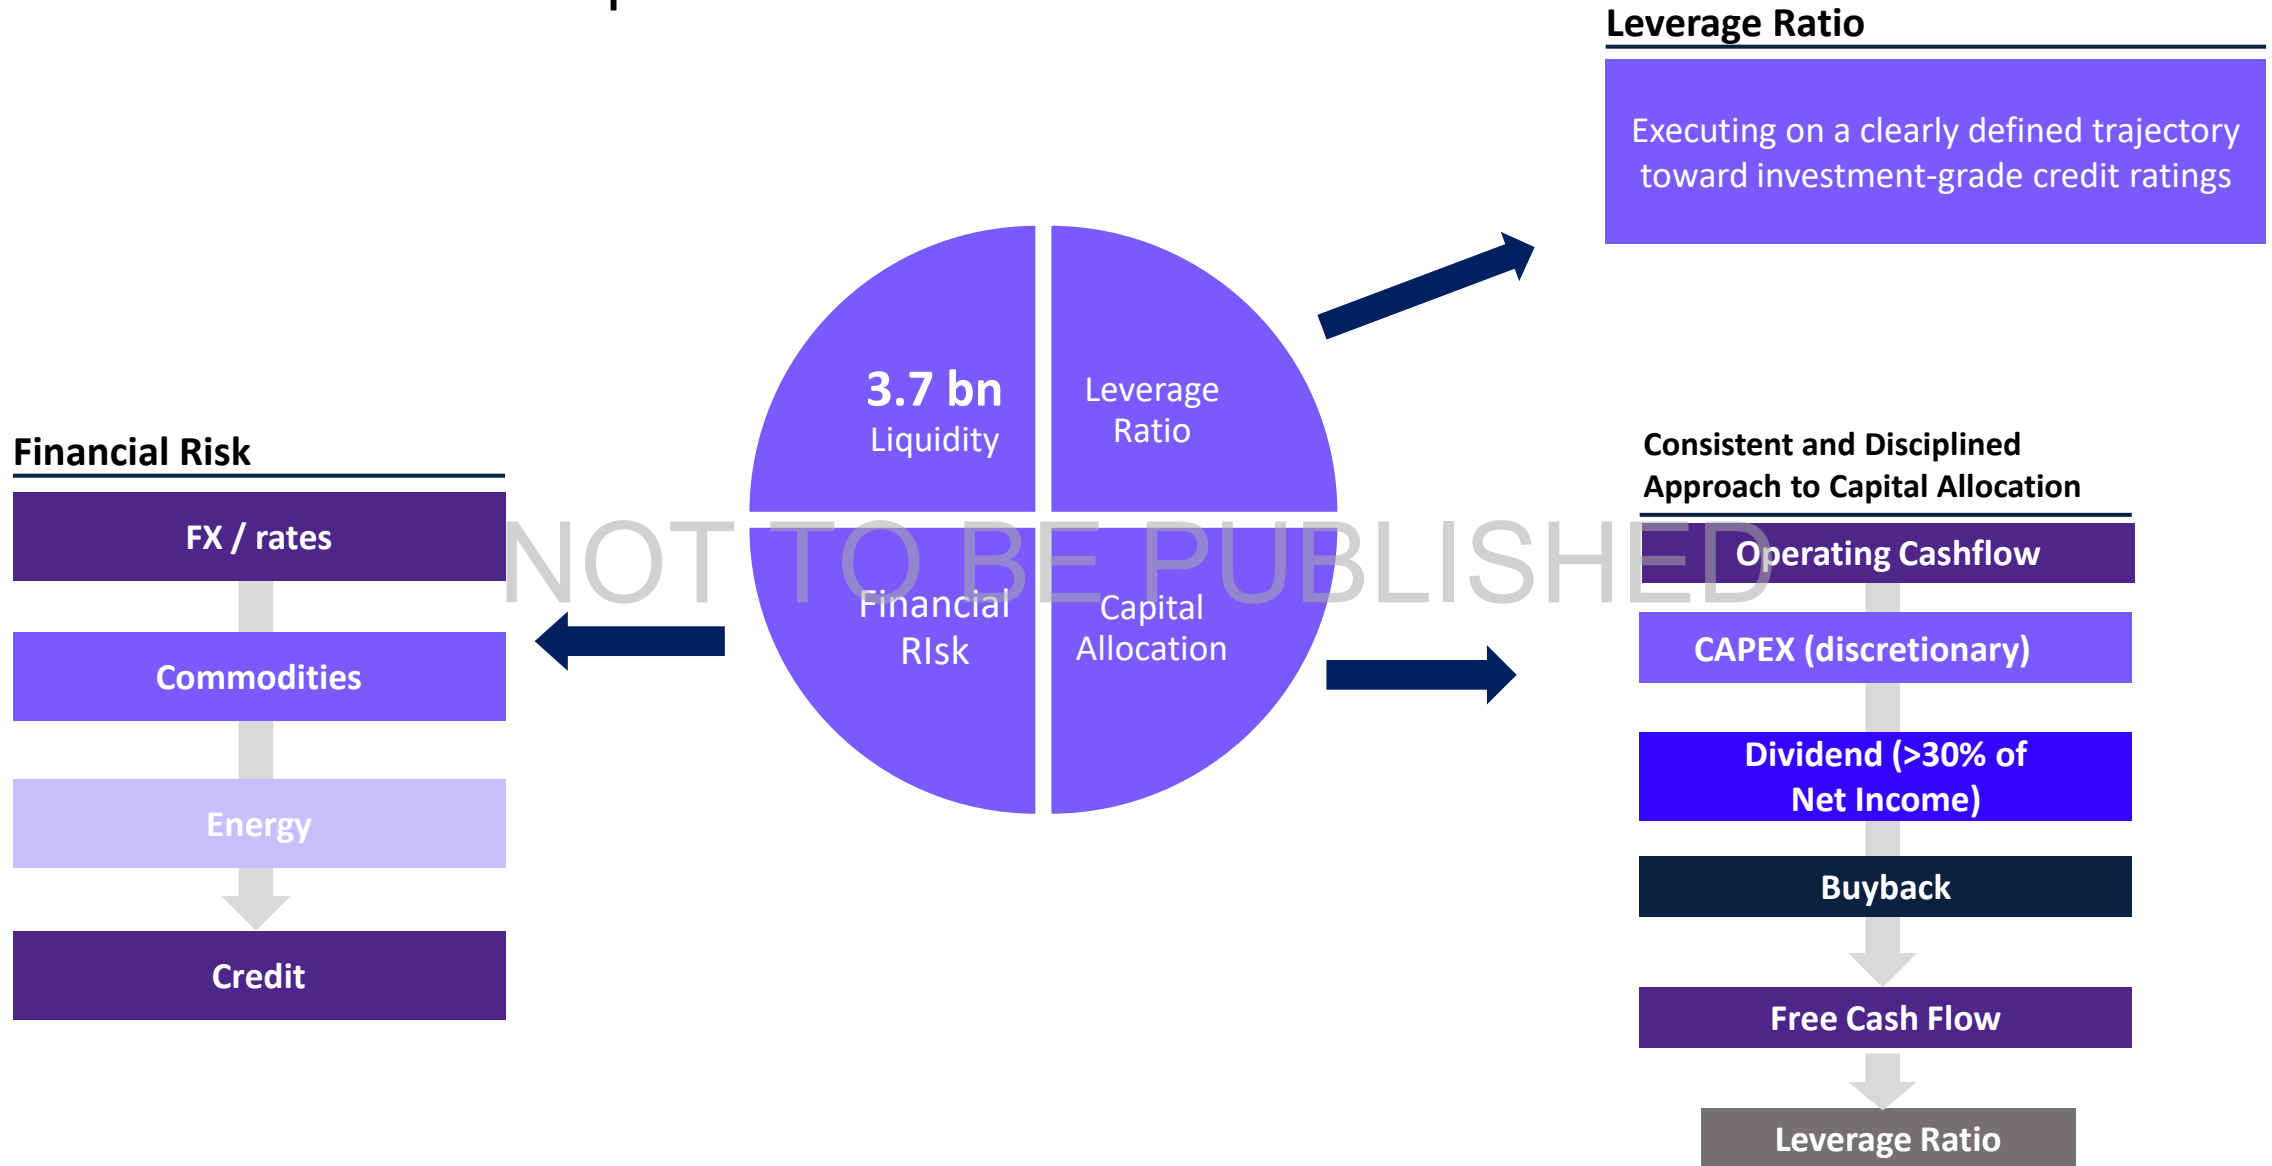 Leverage Ratio
Executing on a clearly defined trajectory
toward investment-grade credit ratings
3.7 bn
Liquidity
Leverage
Ratio
Financial
RIsk
Capital
Allocation
Financial Risk
FX / rates
Commodities
Energy
Credit
Consistent and Disciplined
Approach to Capital Allocation
Operating Cashflow
CAPEX (discretionary)
Dividend (>30% of
Net Income)
Buyback
Free Cash Flow
Leverage Ratio
NOT TO BE PUBLISHED